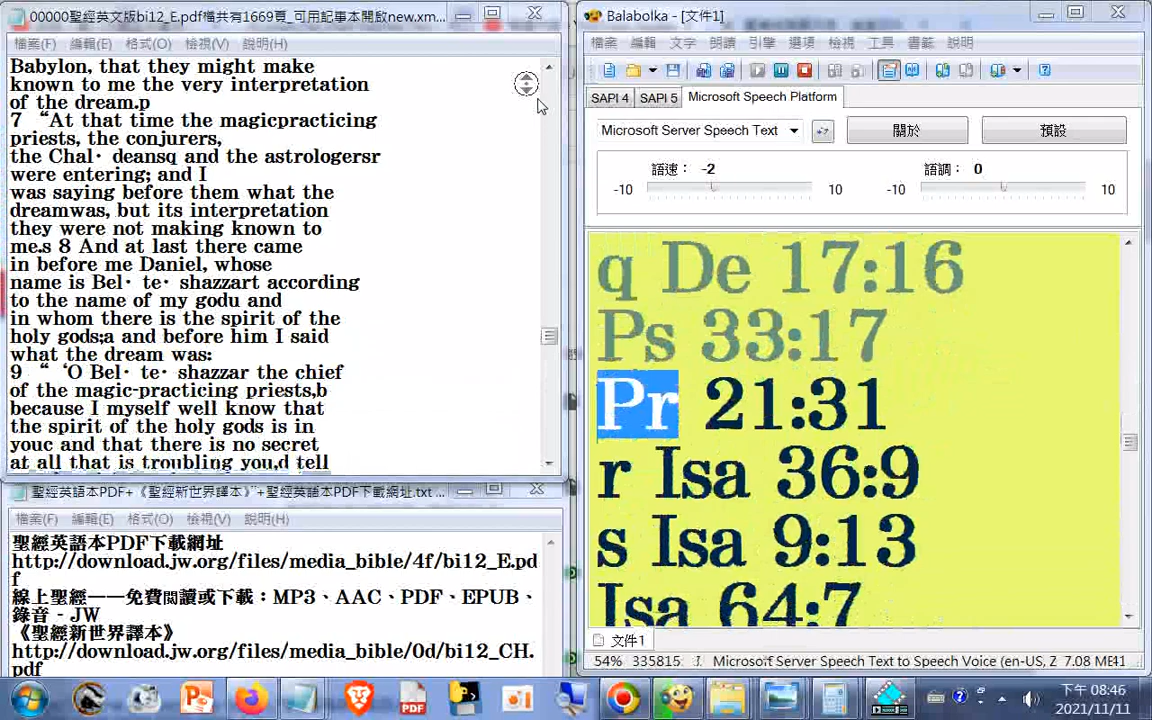 00000聖經英文版bi12_E.pdf檔共有1669頁_可用記事本開啟new.xm...
檔案(F) 編輯(E) 格式(O) 檢視(V) 說明(H)
Babylon, that they might make
known to me the very interpretation
of the dream.p
7 “At that time the magicpracticing
priests, the conjurers,
the Chal· deansq and the astrologersr
were entering; and I
was saying before them what the
dreamwas, but its interpretation
they were not making known to
me.s 8 And at last there came
in before me Daniel, whose
name is Bel· te· shazzart according
to the name of my godu and
in whom there is the spirit of the
holy gods;a and before him I said
what the dream was:
9 “ ‘O Bel· te· shazzar the chief
of the magic-practicing priests,b
because I myself well know that
the spirit of the holy gods is in
youc and that there is no secret
at all that is troubling you,d tell
聖經英語本PDF+《聖經新世界譯本》"+聖經英語本PDF下載網址.txt ...
檔案(F) 編輯(E) 格式(O) 檢視(V) 說明(H)
聖經英語本PDF下載網址
http://download.jw.org/files/media_bible/4f/bi12_E.pd
f
線上聖經——免費閱讀或下載：MP3、AAC、PDF、EPUB、
錄音 - JW
《聖經新世界譯本》
http://download.jw.org/files/media_bible/0d/bi12_CH.
pdf
Balabolka - [文件1]
檔案 編輯 文字 朗讀 引擎 選項 檢視 工具 書籤 說明
SAPI 4 SAPI 5 Microsoft Speech Platform
Microsoft Server Speech Text 關於 預設
語速： -2 語調： 0
-10 10 -10 10
q De 17:16
Ps 33:17
Pr 21:31
r Isa 36:9
s Isa 9:13
Isa 64:7
文件1
54% 335815 Microsoft Server Speech Text to Speech Voice (en-US, Z 7.08 ME41
PDF
下午 08:46
2021/11/11